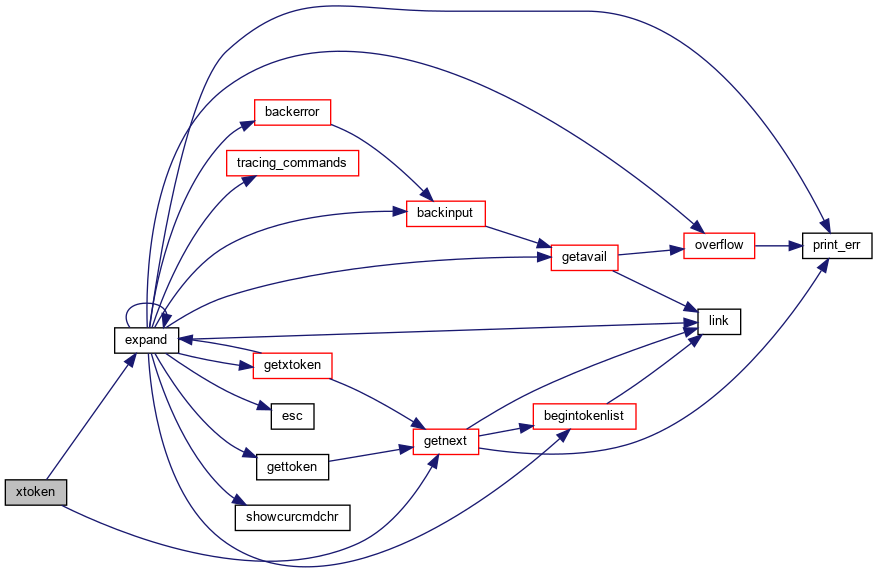 backerror
tracing_commands
backinput
overflow
print_err
getavail
link
expand
getxtoken
esc
begintokenlist
getnext
gettoken
xtoken
showcurcmdchr